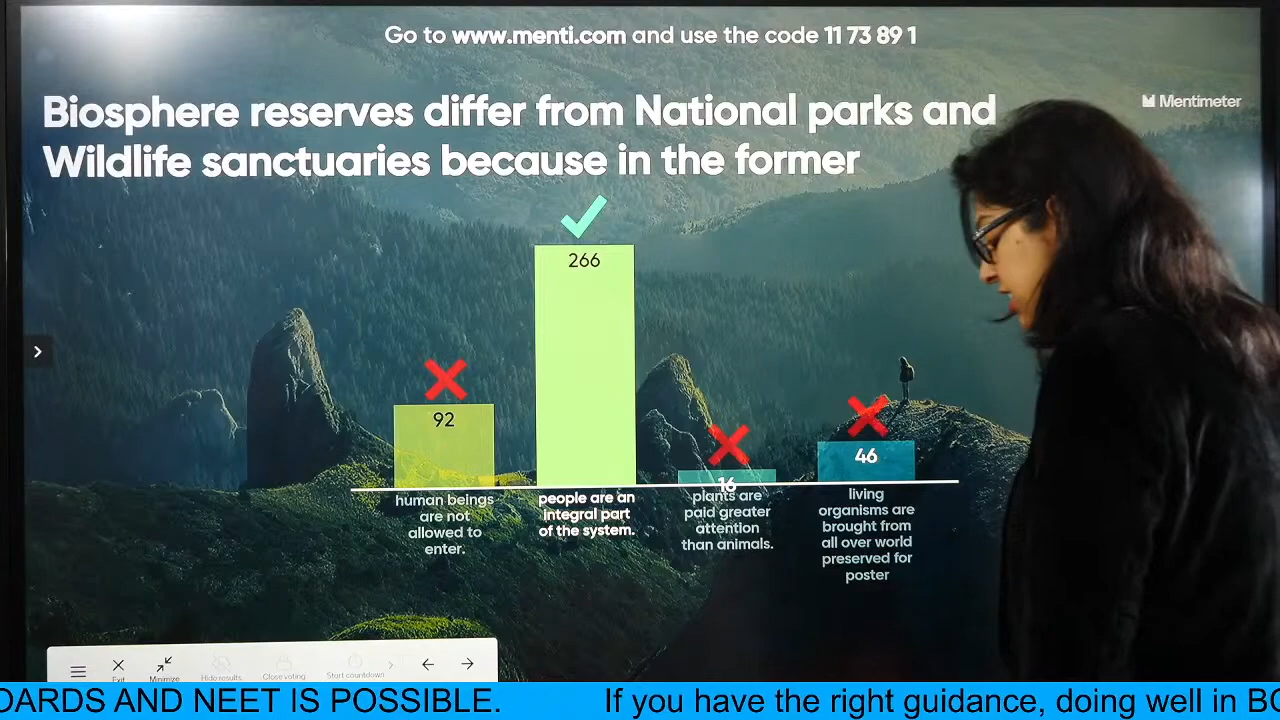 Go to www.menti.com and use the code 11 73 89 1
Biosphere reserves differ from National parks and
Wildlife sanctuaries because in the former
Mentimeter
266
92
16
46
human beings
are not
allowed to
enter.
people are an
integral part
of the system.
plants are
paid greater
attention
than animals.
living
organisms are
brought from
all over world
preserved for
poster
Exit
Minimize
Hide results
Close voting
Start countdown
OARDS AND NEET IS POSSIBLE.
If you have the right guidance, doing well in BO